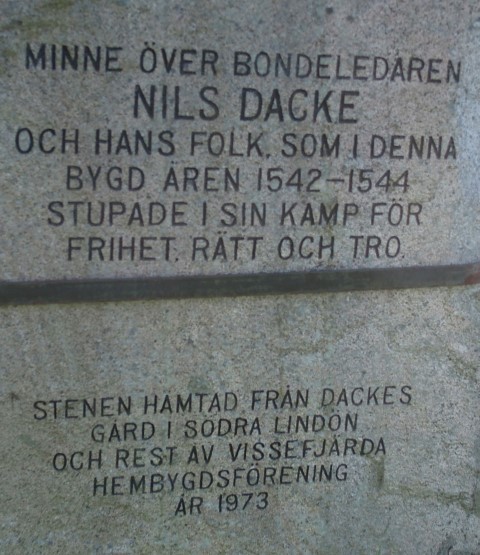 MINNE ÖVER BONDELEDAREN
NILS DACKE
OCH HANS FOLK, SOM I DENNA
BYGD ÅREN 1542-1544
STUPADE I SIN KAMP FÖR
FRIHET. RÄTT OCH TRO.
STENEN HÄMTAD FRÅN DACKES
GÅRD I SÖDRA LINDÖN
OCH REST AV VISSEFJÄRDA
HEMBYGDSFÖRENING
ÅR 1973